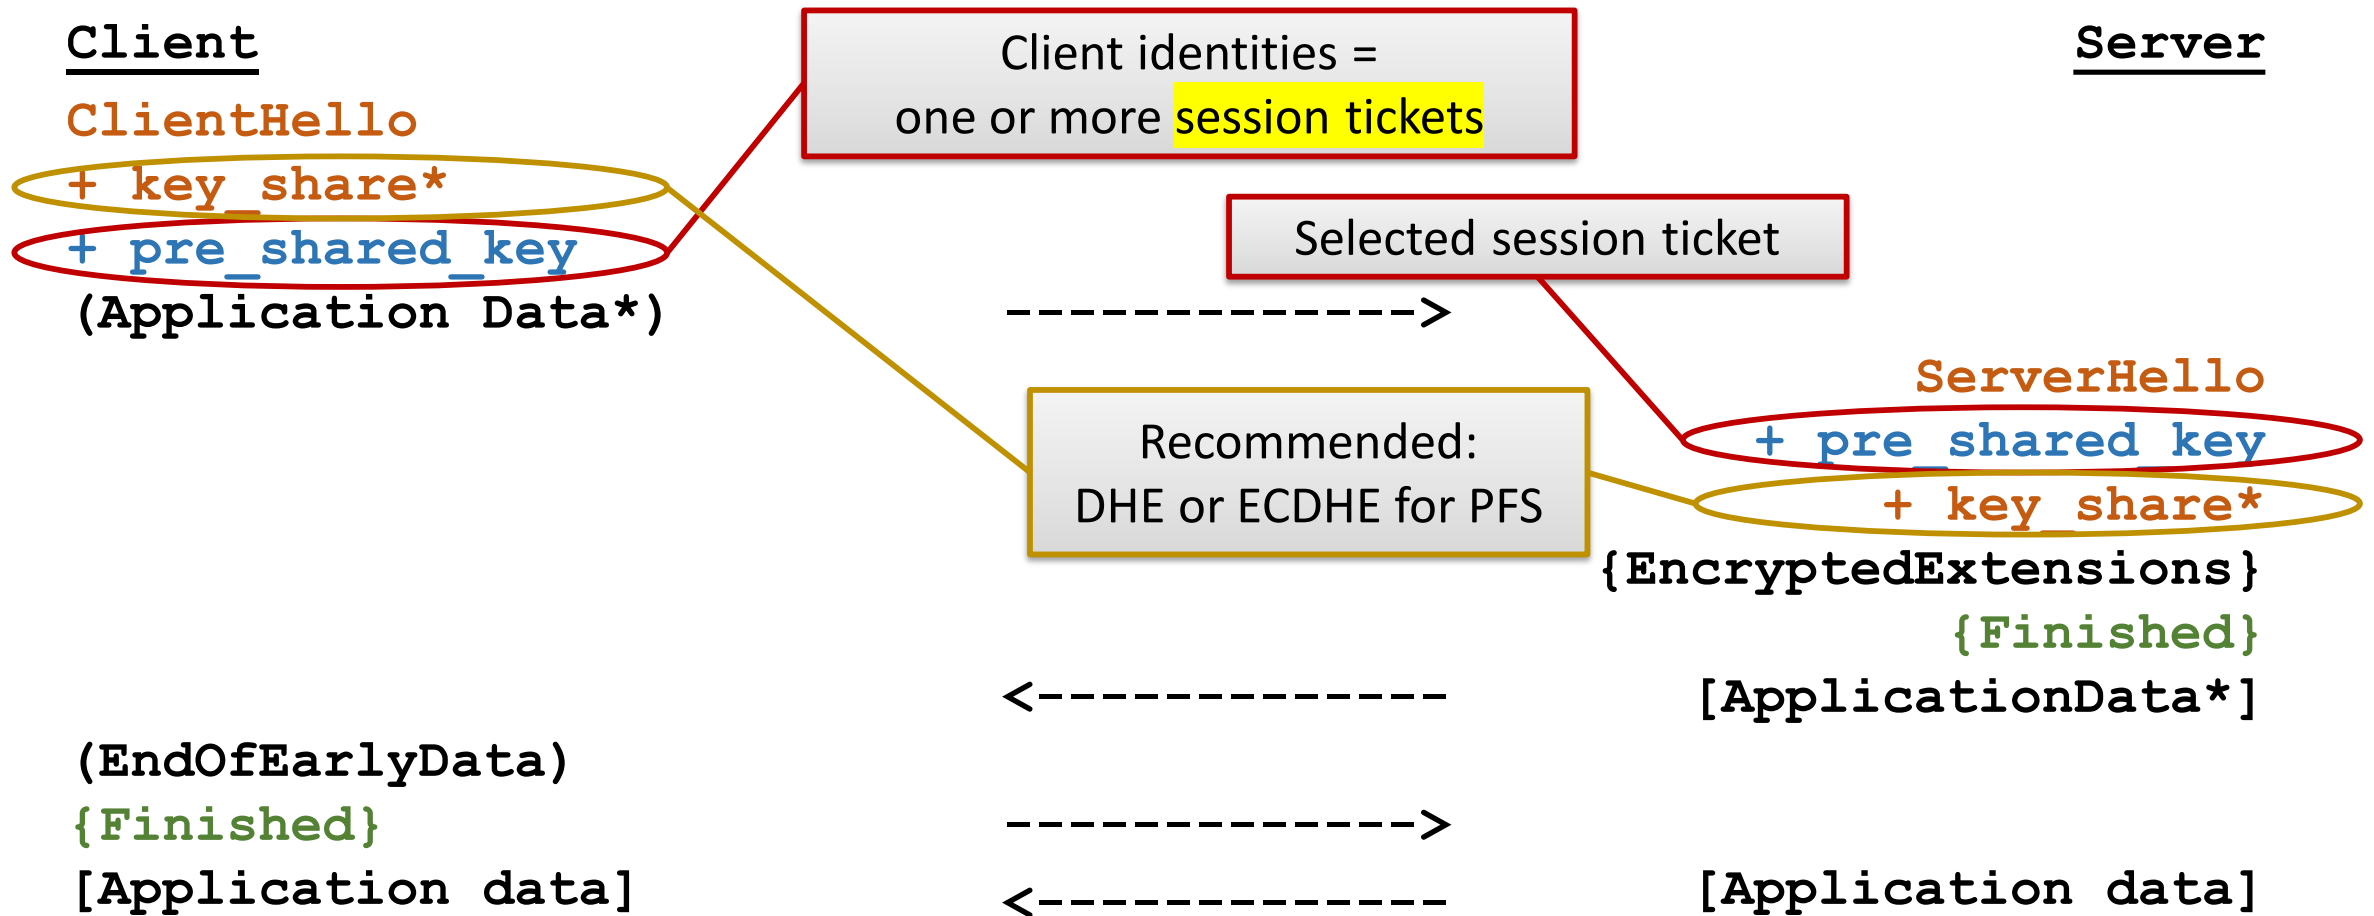 Client
Server
Client identities =
one or more session tickets
ClientHello
+ key_share*
+ pre_shared_key
(Application Data*)
-------------->
Selected session ticket
ServerHello
+ pre_shared_key
+ key_share*
Recommended:
DHE or ECDHE for PFS
{EncryptedExtensions}
{Finished}
<--------------
[ApplicationData*]
(EndOfEarlyData)
{Finished}
-------------->
[Application data]
<--------------
[Application data]